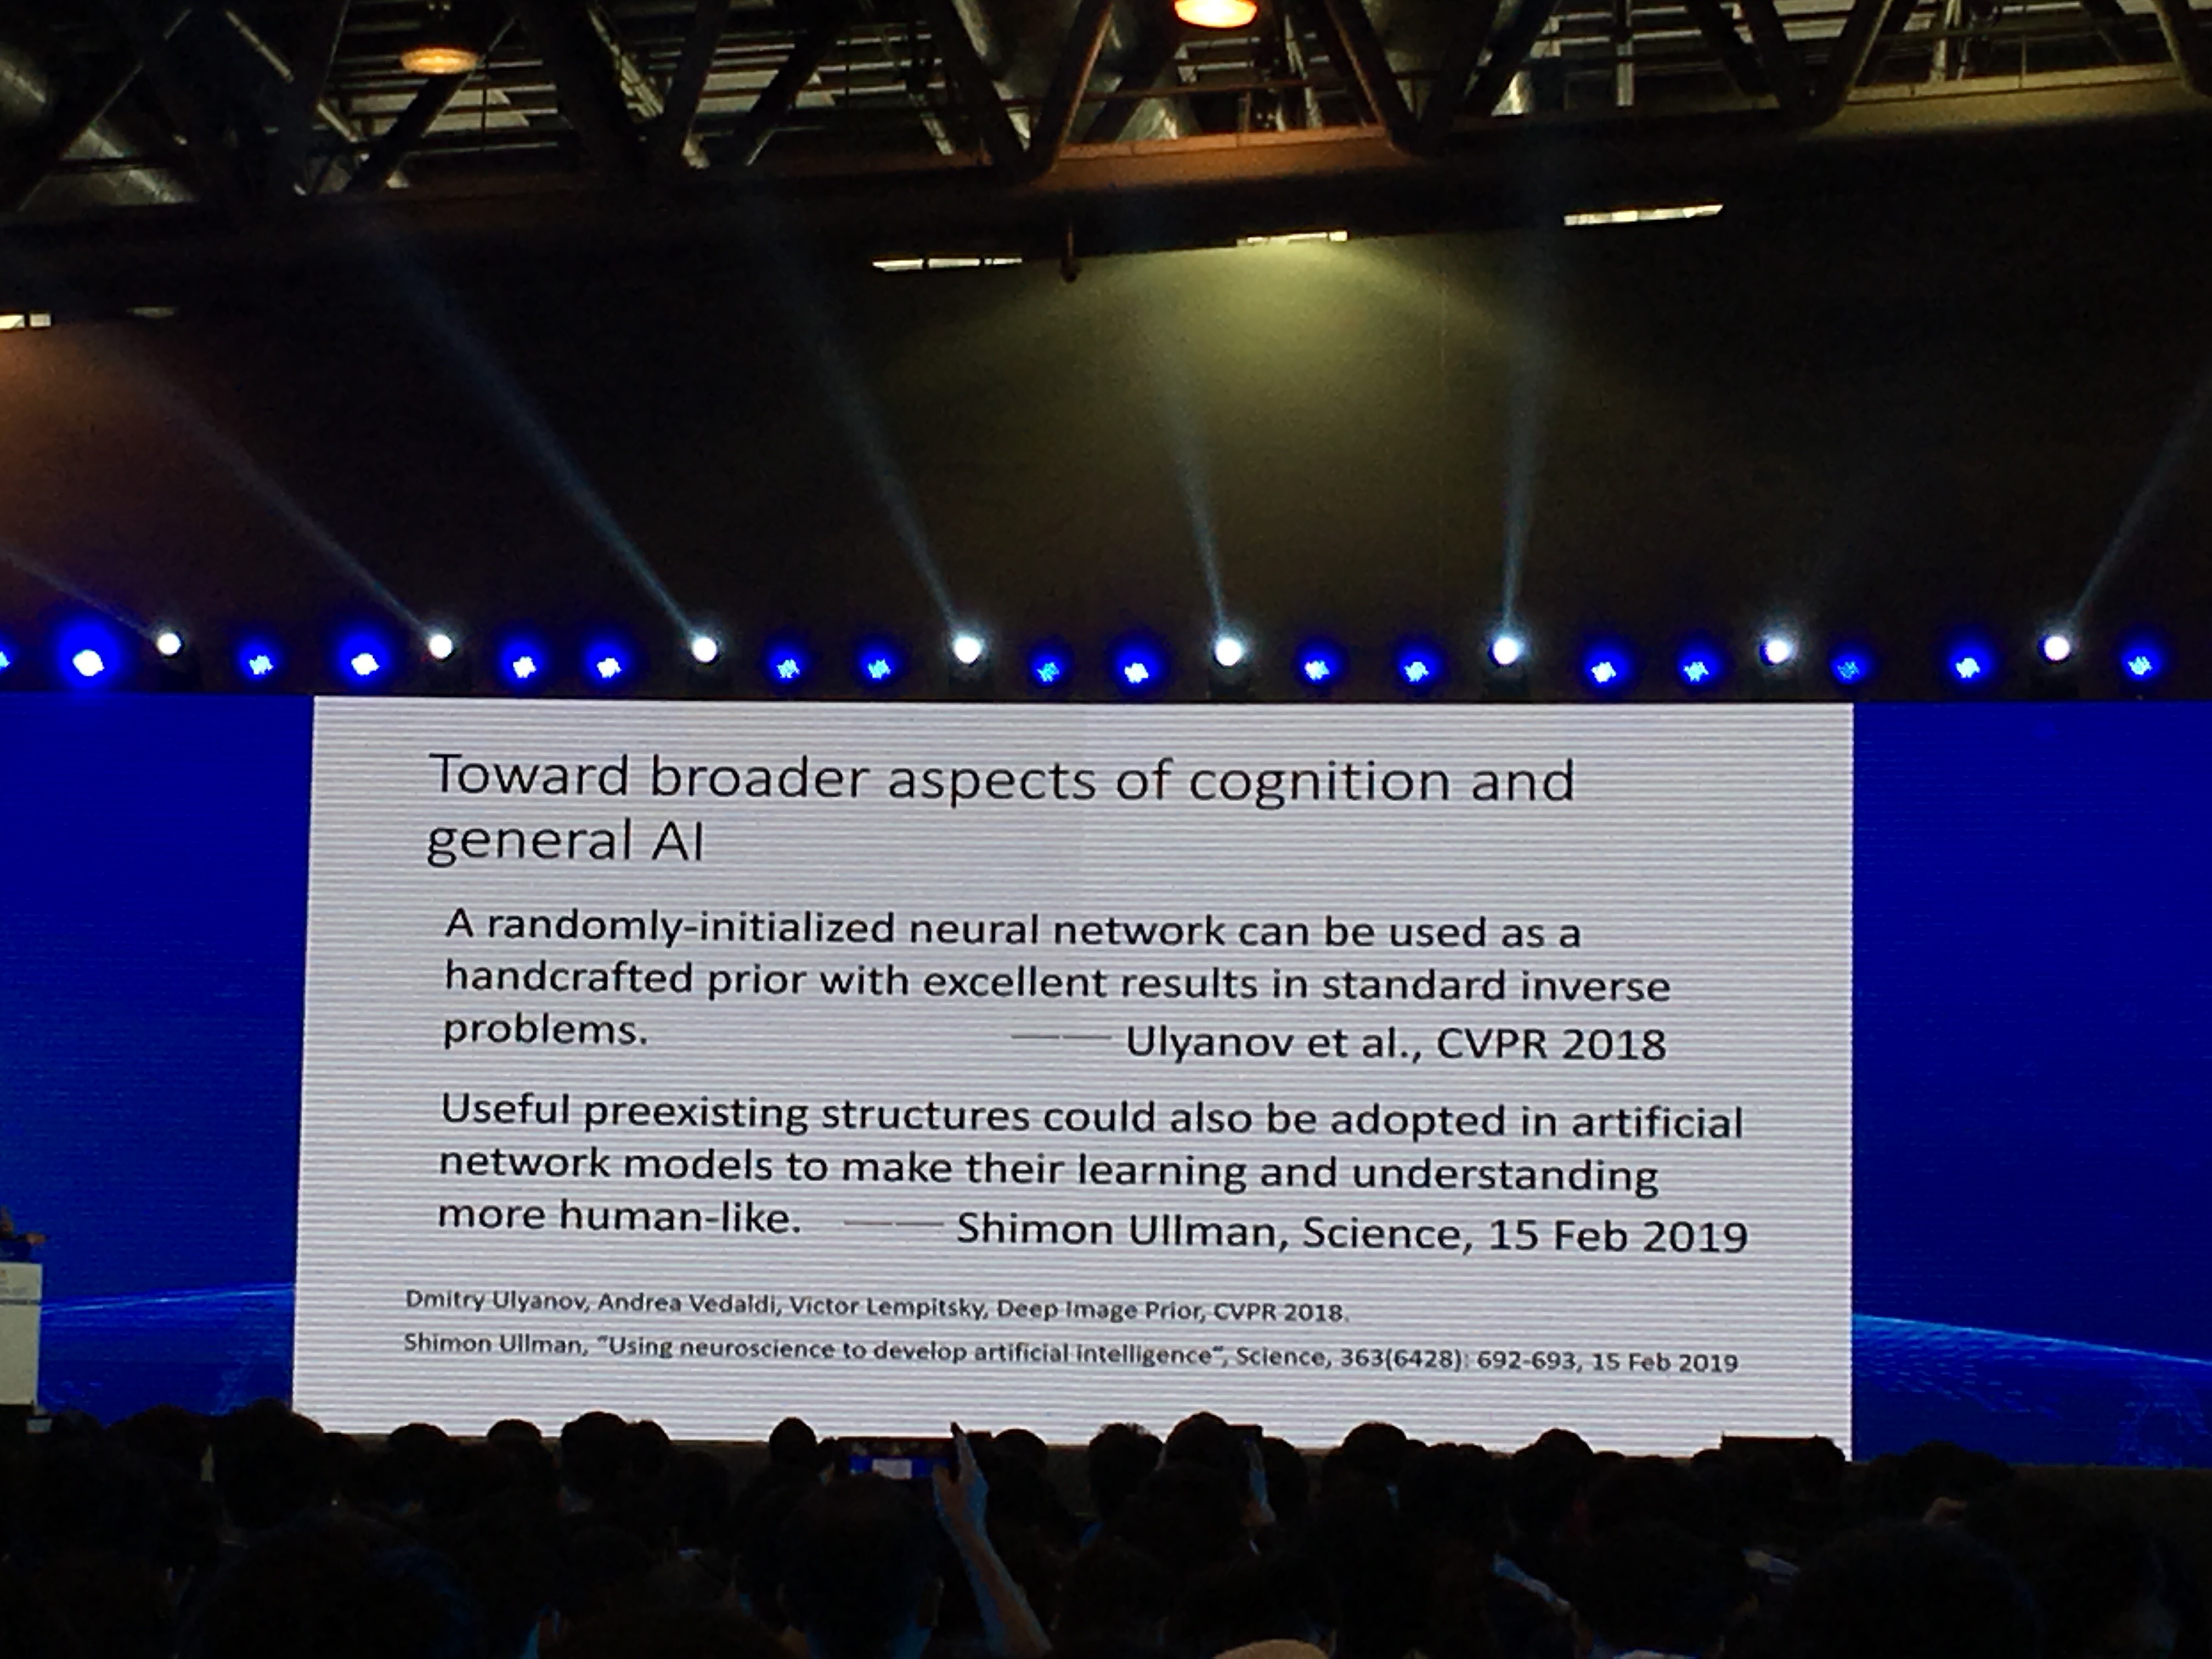 Toward broader aspects of cognition and
general AI
A randomly-initialized neural network can be used as a
handcrafted prior with excellent results in standard inverse
problems. —— Ulyanov et al., CVPR 2018
Useful preexisting structures could also be adopted in artificial
network models to make their learning and understanding
more human-like. —— Shimon Ullman, Science, 15 Feb 2019
Dmitry Ulyanov, Andrea Vedaldi, Victor Lempitsky, Deep Image Prior, CVPR 2018.
Shimon Ullman, "Using neuroscience to develop artificial intelligence", Science, 363(6428): 692-693, 15 Feb 2019